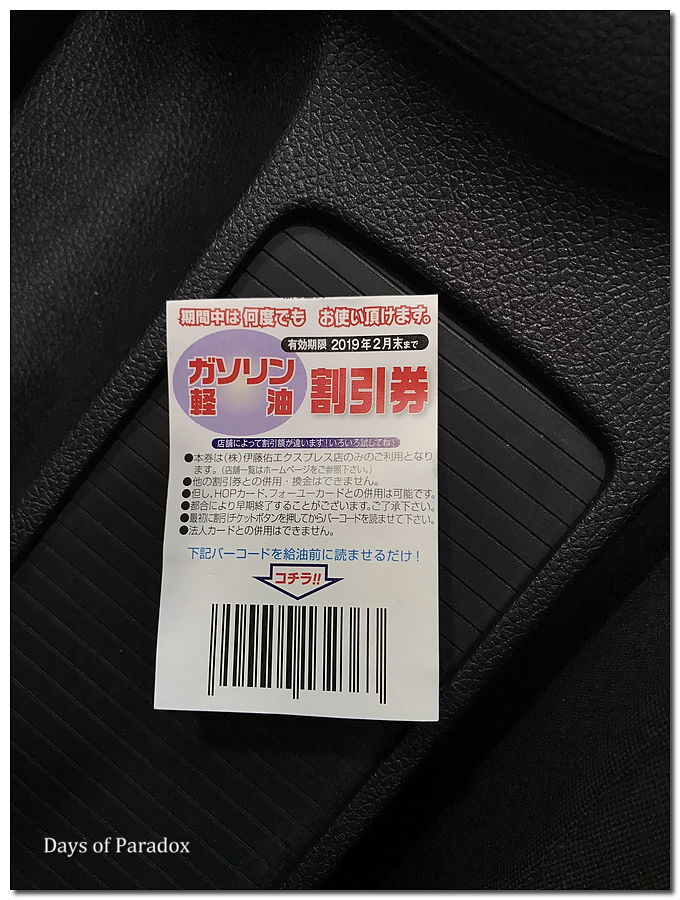 期間中は何度でも お使い頂けます。
有効期限 2019年2月末まで
ガソリン
軽 油
割引券
店舗によって割引額が違います!いろいろ試してね!
●本券は(株)伊藤佑エクスプレス店のみのご利用となり
ます。(店舗一覧はホームページをご参照下さい。)
●他の割引券との併用・換金はできません。
●但し、HOPカード、フォーユーカードとの併用は可能です。
●都合により早期終了することがございます。ご了承下さい。
●最初に割引チケットボタンを押してからバーコードを読ませて下さい。
●法人カードとの併用はできません。
下記バーコードを給油前に読ませるだけ!
コチラ!!
Days of Paradox